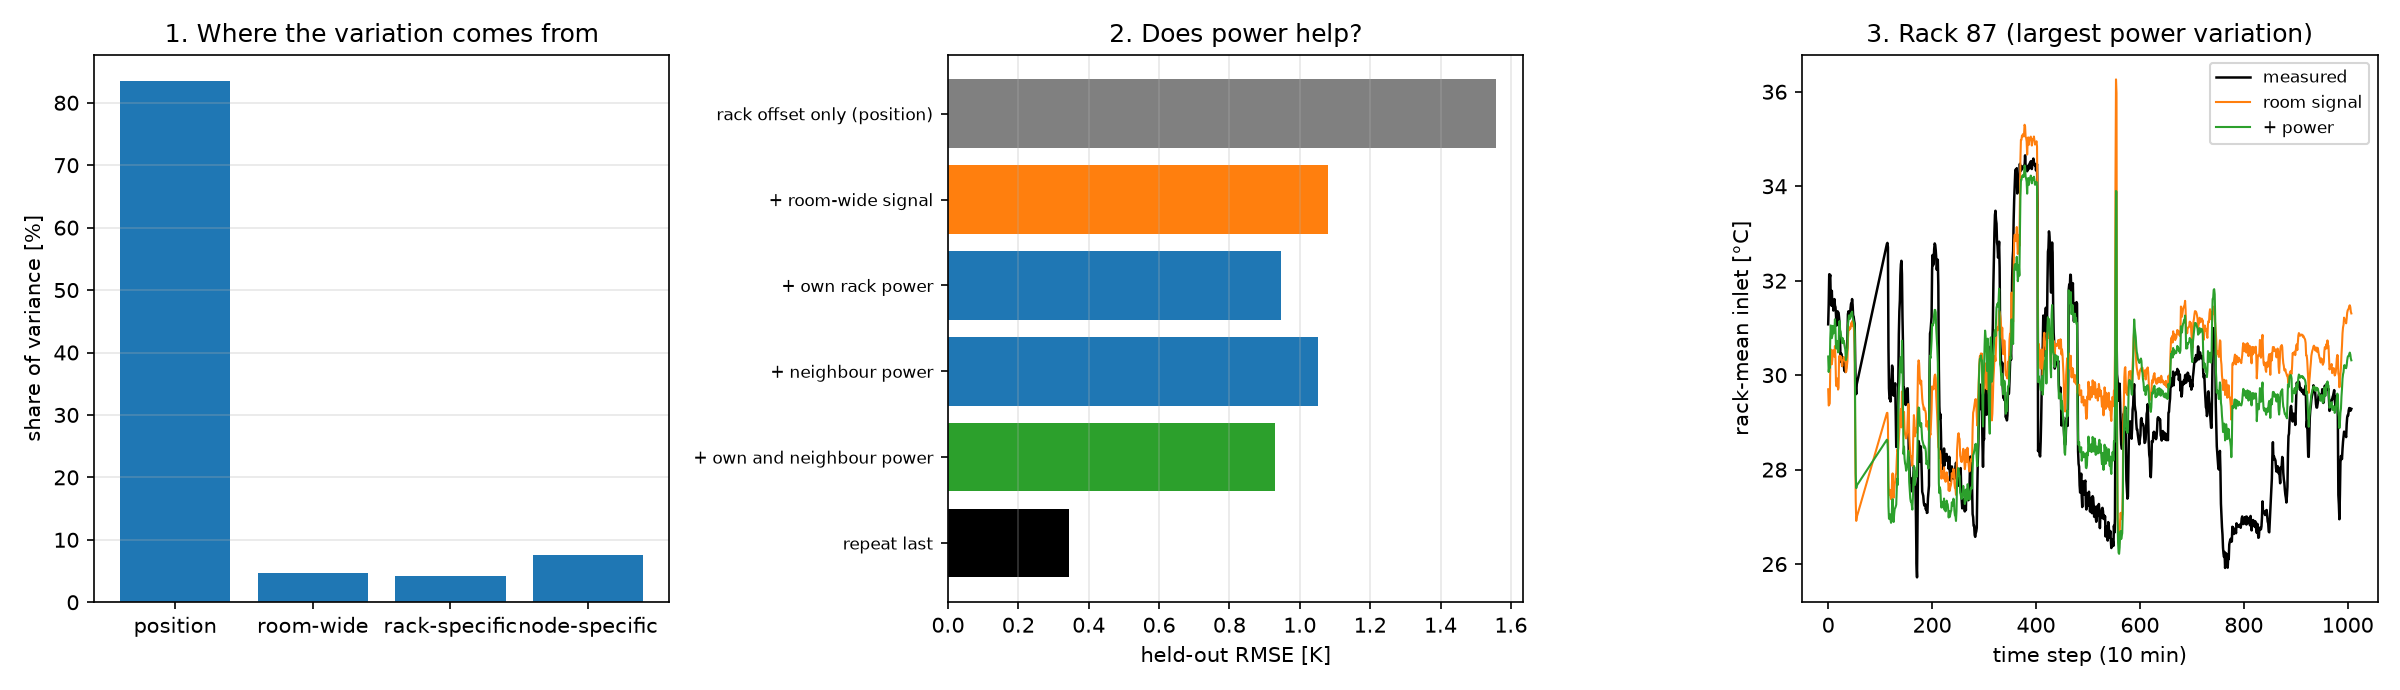 1. Where the variation comes from
share of variance [%]
80
70
60
50
40
30
20
10
0
position
room-wide
rack-specific
node-specific
2. Does power help?
rack offset only (position)
+ room-wide signal
+ own rack power
+ neighbour power
+ own and neighbour power
repeat last
0.0 0.2 0.4 0.6 0.8 1.0 1.2 1.4 1.6
held-out RMSE [K]
3. Rack 87 (largest power variation)
measured
room signal
+ power
rack-mean inlet [°C]
36
34
32
30
28
26
0 200 400 600 800 1000
time step (10 min)